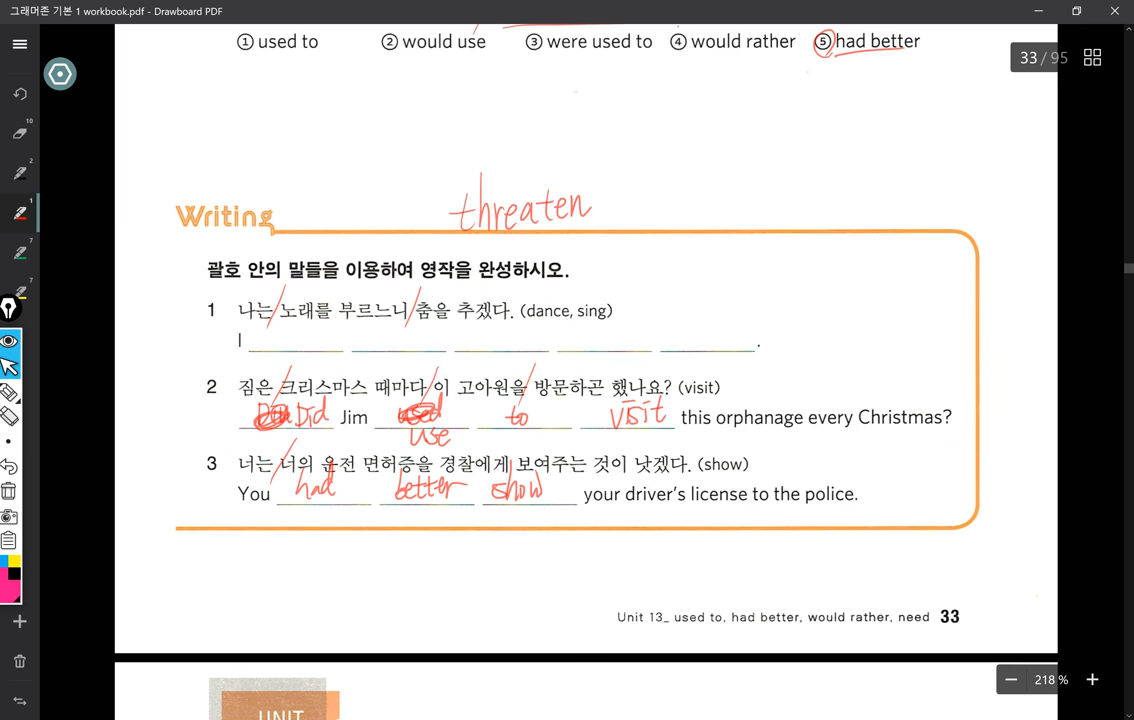 그래머존 기본 1 workbook.pdf - Drawboard PDF
① used to ② would use ③ were used to ④ would rather ⑤ had better
33 / 95
10
2
1
7
7
threaten
Writing
괄호 안의 말들을 이용하여 영작을 완성하시오.
1 나는 노래를 부르느니 춤을 추겠다. (dance, sing)
I .
2 짐은 크리스마스 때마다 이 고아원을 방문하곤 했나요? (visit)
Did Jim use to visit this orphanage every Christmas?
3 너는 너의 운전 면허증을 경찰에게 보여주는 것이 낫겠다. (show)
You had better show your driver's license to the police.
Unit 13_ used to, had better, would rather, need 33
218 %
UNIT